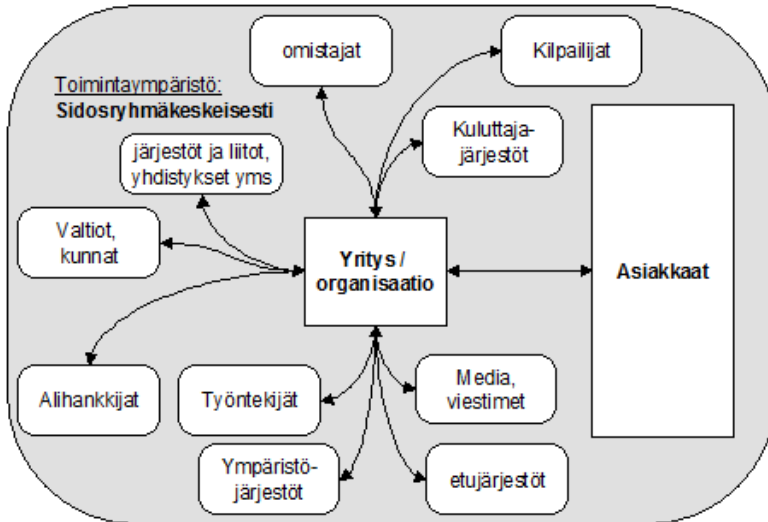 omistajat
Kilpailijat
Toimintaympäristö:
Sidosryhmäkeskeisesti
Kuluttaja-
järjestöt
järjestöt ja liitot,
yhdistykset yms
Valtiot,
kunnat
Yritys /
organisaatio
Asiakkaat
Alihankkijat
Työntekijät
Media,
viestimet
Ympäristö-
järjestöt
etujärjestöt